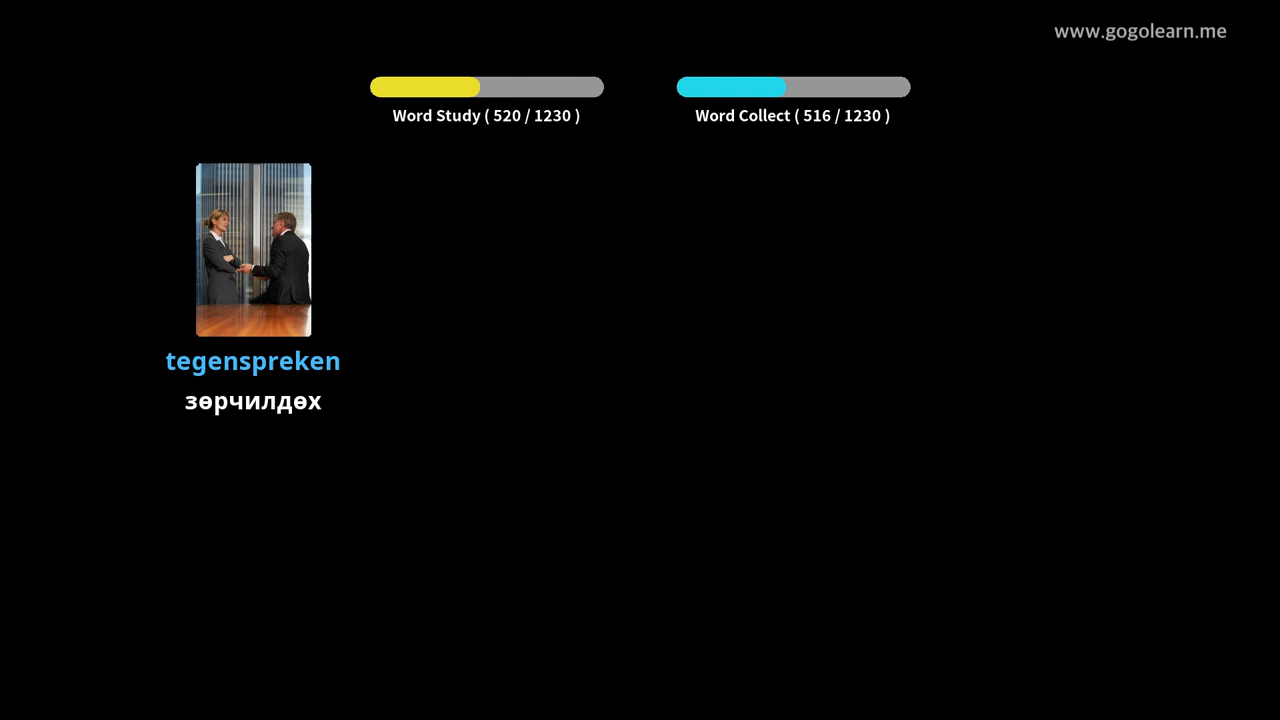 www.gogolearn.me
Word Study ( 520 / 1230 )
Word Collect ( 516 / 1230 )
tegenspreken
зөрчилдөх